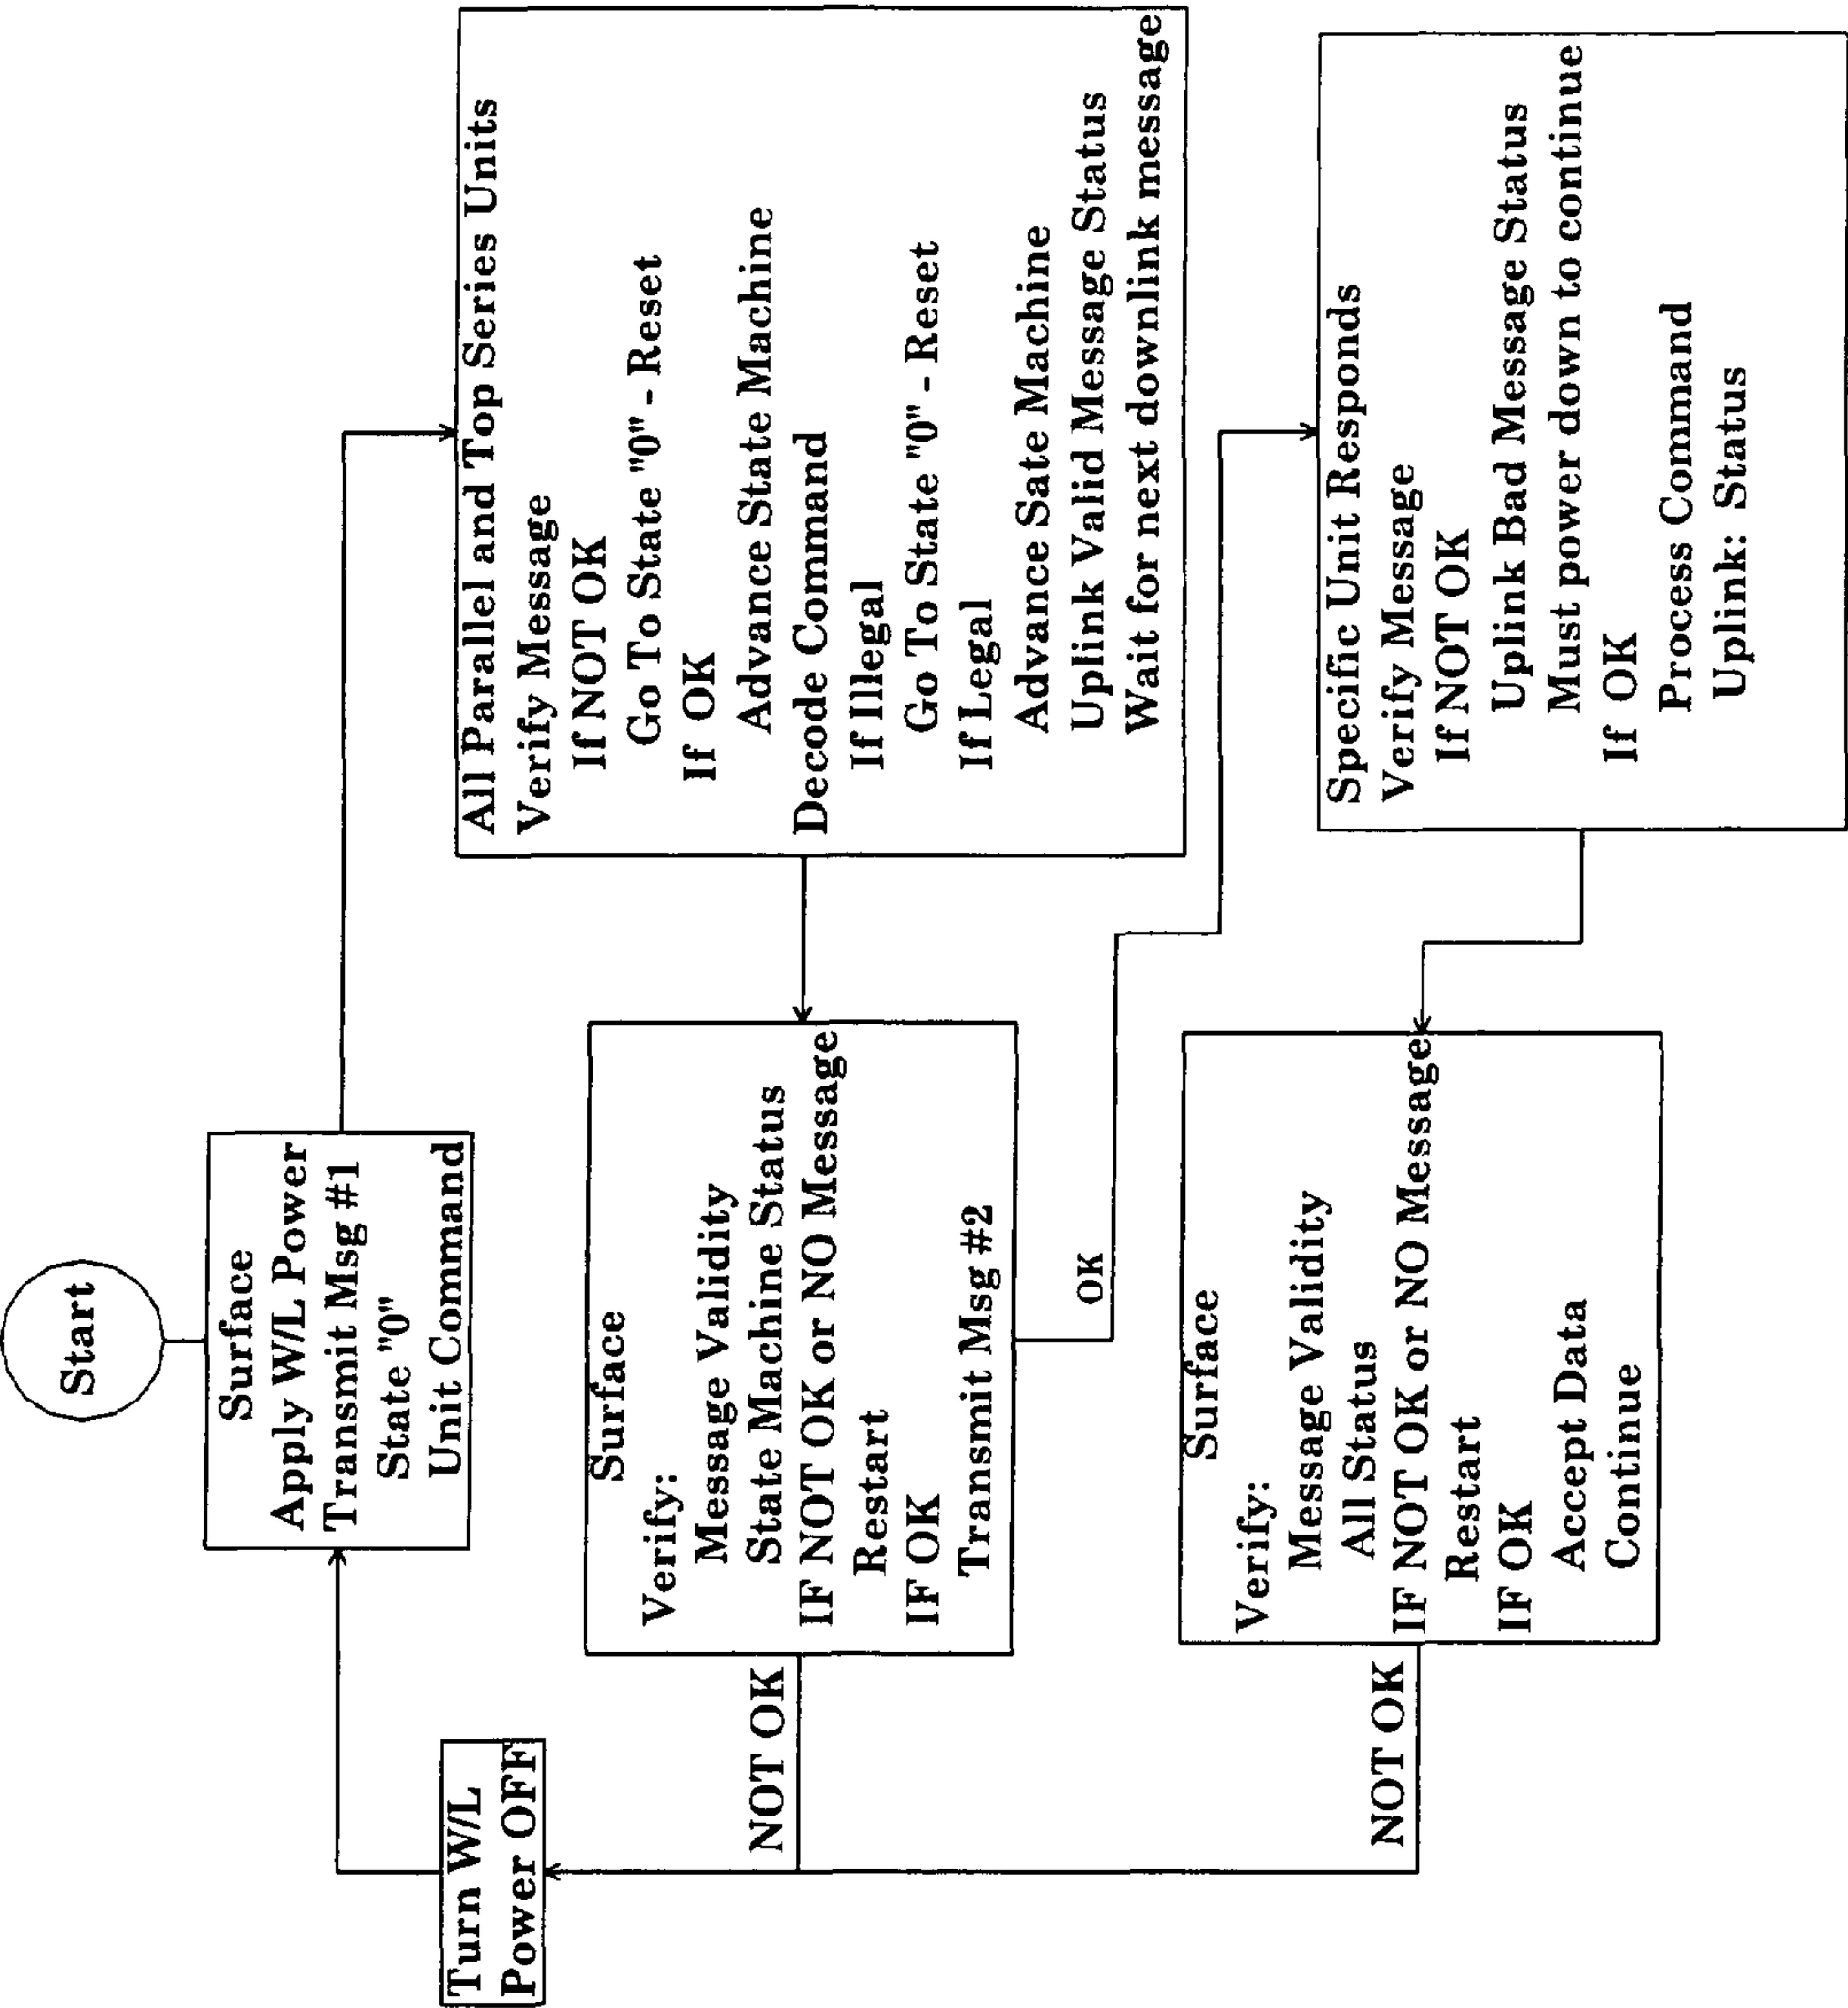 Start
Surface
Apply W/L Power
Transmit Msg #1
State "0"
Unit Command
All Parallel and Top Series Units
Verify Message
If NOT OK
Go To State "0" - Reset
If OK
Advance State Machine
Decode Command
If Illegal
Go To State "0" - Reset
If Legal
Advance Sate Machine
Uplink Valid Message Status
Wait for next downlink message
Turn W/L
Power OFF
Surface
Verify:
Message Validity
State Machine Status
IF NOT OK or NO Message
Restart
IF OK
Transmit Msg #2
NOT OK
OK
Specific Unit Responds
Verify Message
If NOT OK
Uplink Bad Message Status
Must power down to continue
If OK
Process Command
Uplink: Status
Surface
Verify:
Message Validity
All Status
IF NOT OK or NO Message
Restart
IF OK
Accept Data
Continue
NOT OK